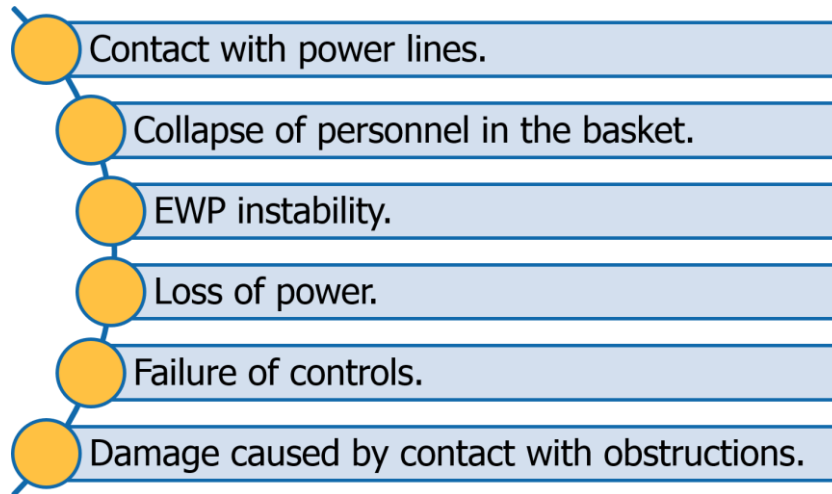 Contact with power lines.
Collapse of personnel in the basket.
EWP instability.
Loss of power.
Failure of controls.
Damage caused by contact with obstructions.